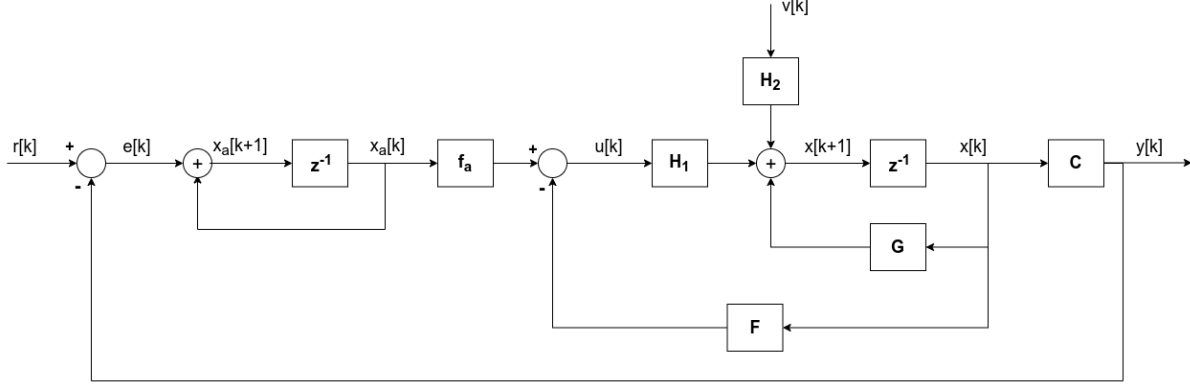 v[k]
H2
r[k]
+
-
e[k]
+
xa[k+1]
z-1
xa[k]
fa
+
-
u[k]
H1
+
x[k+1]
z-1
x[k]
C
y[k]
G
F